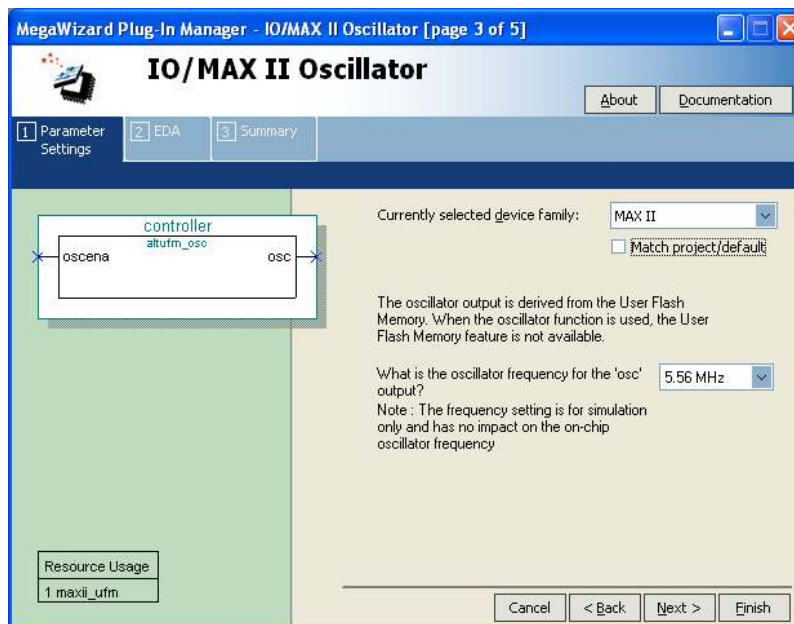 MegaWizard Plug-In Manager - IO/MAX II Oscillator [page 3 of 5]
IO/MAX II Oscillator
About
Documentation
1 Parameter
Settings
2 EDA
3 Summary
controller
altufm_osc
oscena
osc
Currently selected device family:
MAX II
Match project/default
The oscillator output is derived from the User Flash
Memory. When the oscillator function is used, the User
Flash Memory feature is not available.
What is the oscillator frequency for the 'osc'
output?
5.56 MHz
Note : The frequency setting is for simulation
only and has no impact on the on-chip
oscillator frequency
Resource Usage
1 maxii_ufm
Cancel
< Back
Next >
Finish